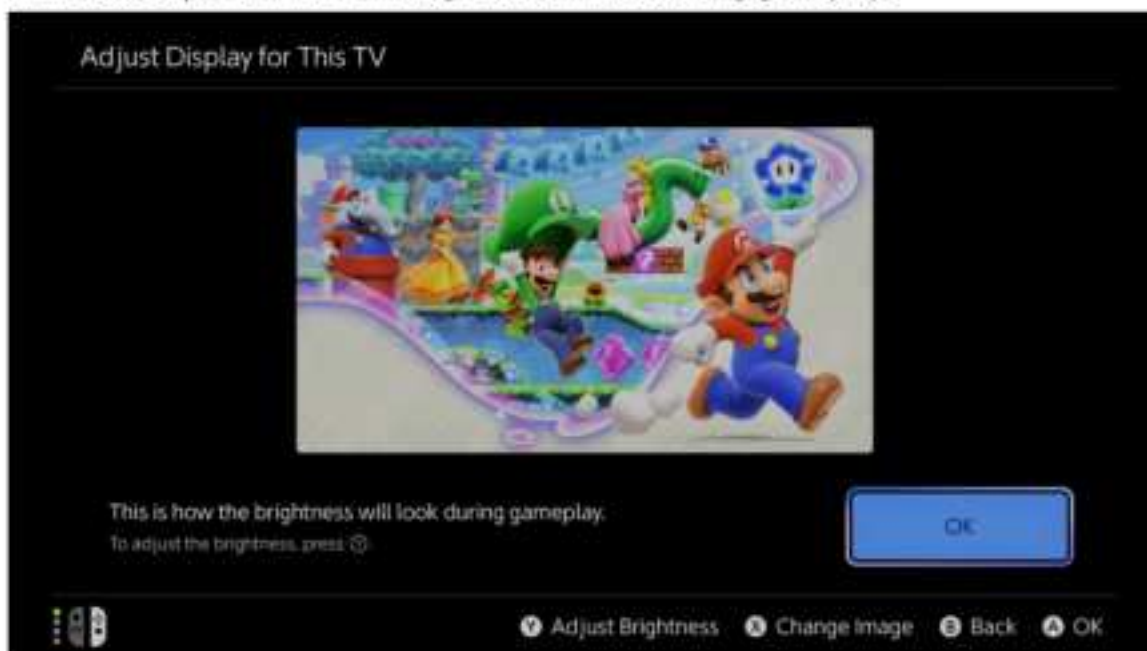 Adjust Display for This TV
This is how the brightness will look during gameplay.
OK
To adjust the brightness, press Ⓨ.
Ⓨ Adjust Brightness Ⓧ Change Image Ⓑ Back Ⓐ OK